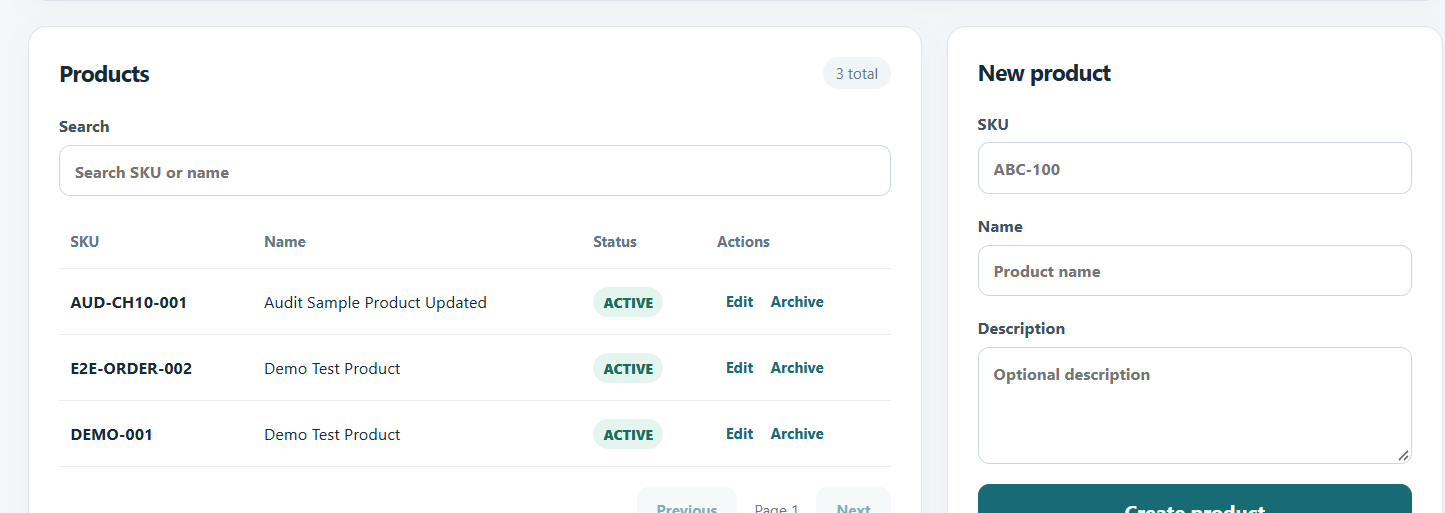 Products
3 total
Search
Search SKU or name
SKU Name Status Actions
AUD-CH10-001 Audit Sample Product Updated ACTIVE Edit Archive
E2E-ORDER-002 Demo Test Product ACTIVE Edit Archive
DEMO-001 Demo Test Product ACTIVE Edit Archive
Previous Page 1 Next
New product
SKU
ABC-100
Name
Product name
Description
Optional description
Create product